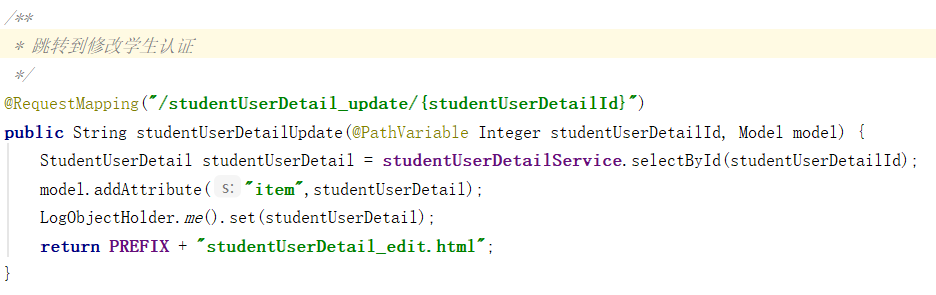 /**
 * 跳转到修改学生认证
 */
@RequestMapping("/studentUserDetail_update/{studentUserDetailId}")
public String studentUserDetailUpdate(@PathVariable Integer studentUserDetailId, Model model) {
    StudentUserDetail studentUserDetail = studentUserDetailService.selectById(studentUserDetailId);
    model.addAttribute( s: "item",studentUserDetail);
    LogObjectHolder.me().set(studentUserDetail);
    return PREFIX + "studentUserDetail_edit.html";
}